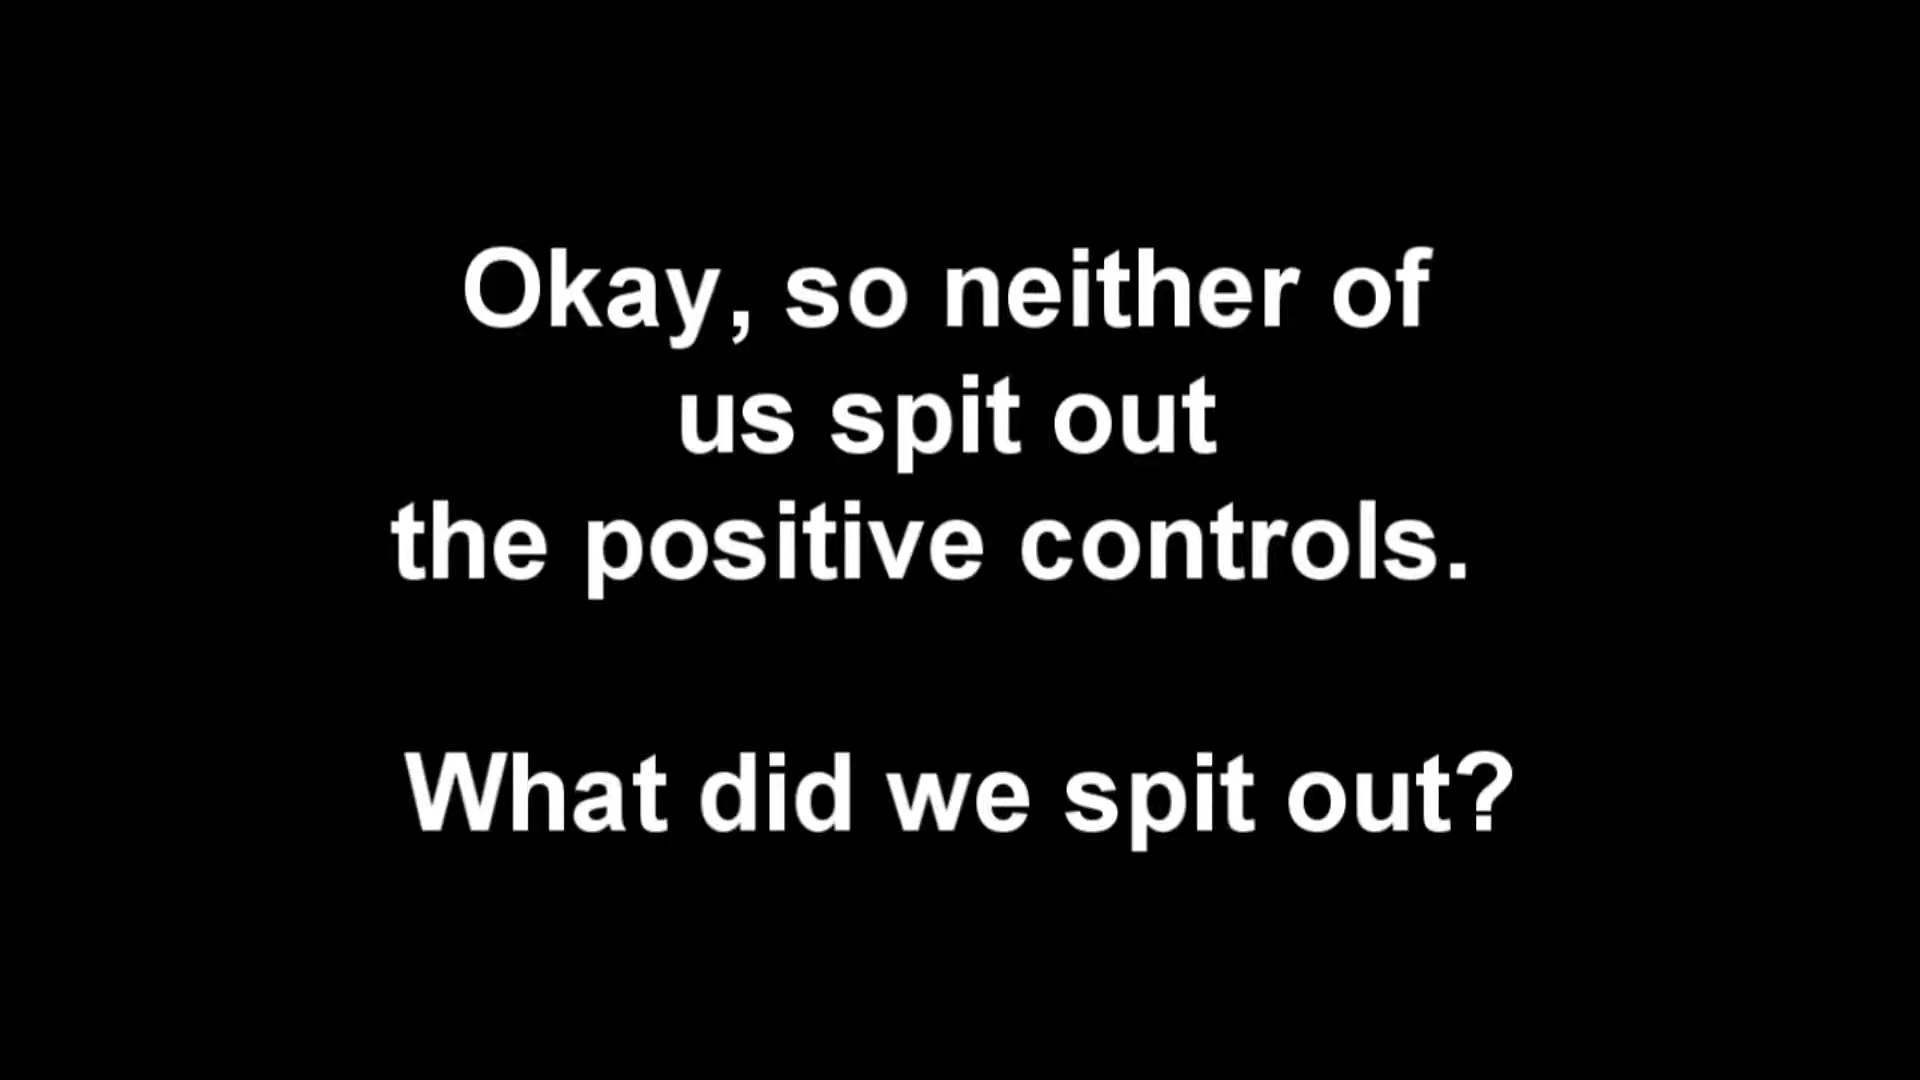 Okay, so neither of
us spit out
the positive controls.
What did we spit out?